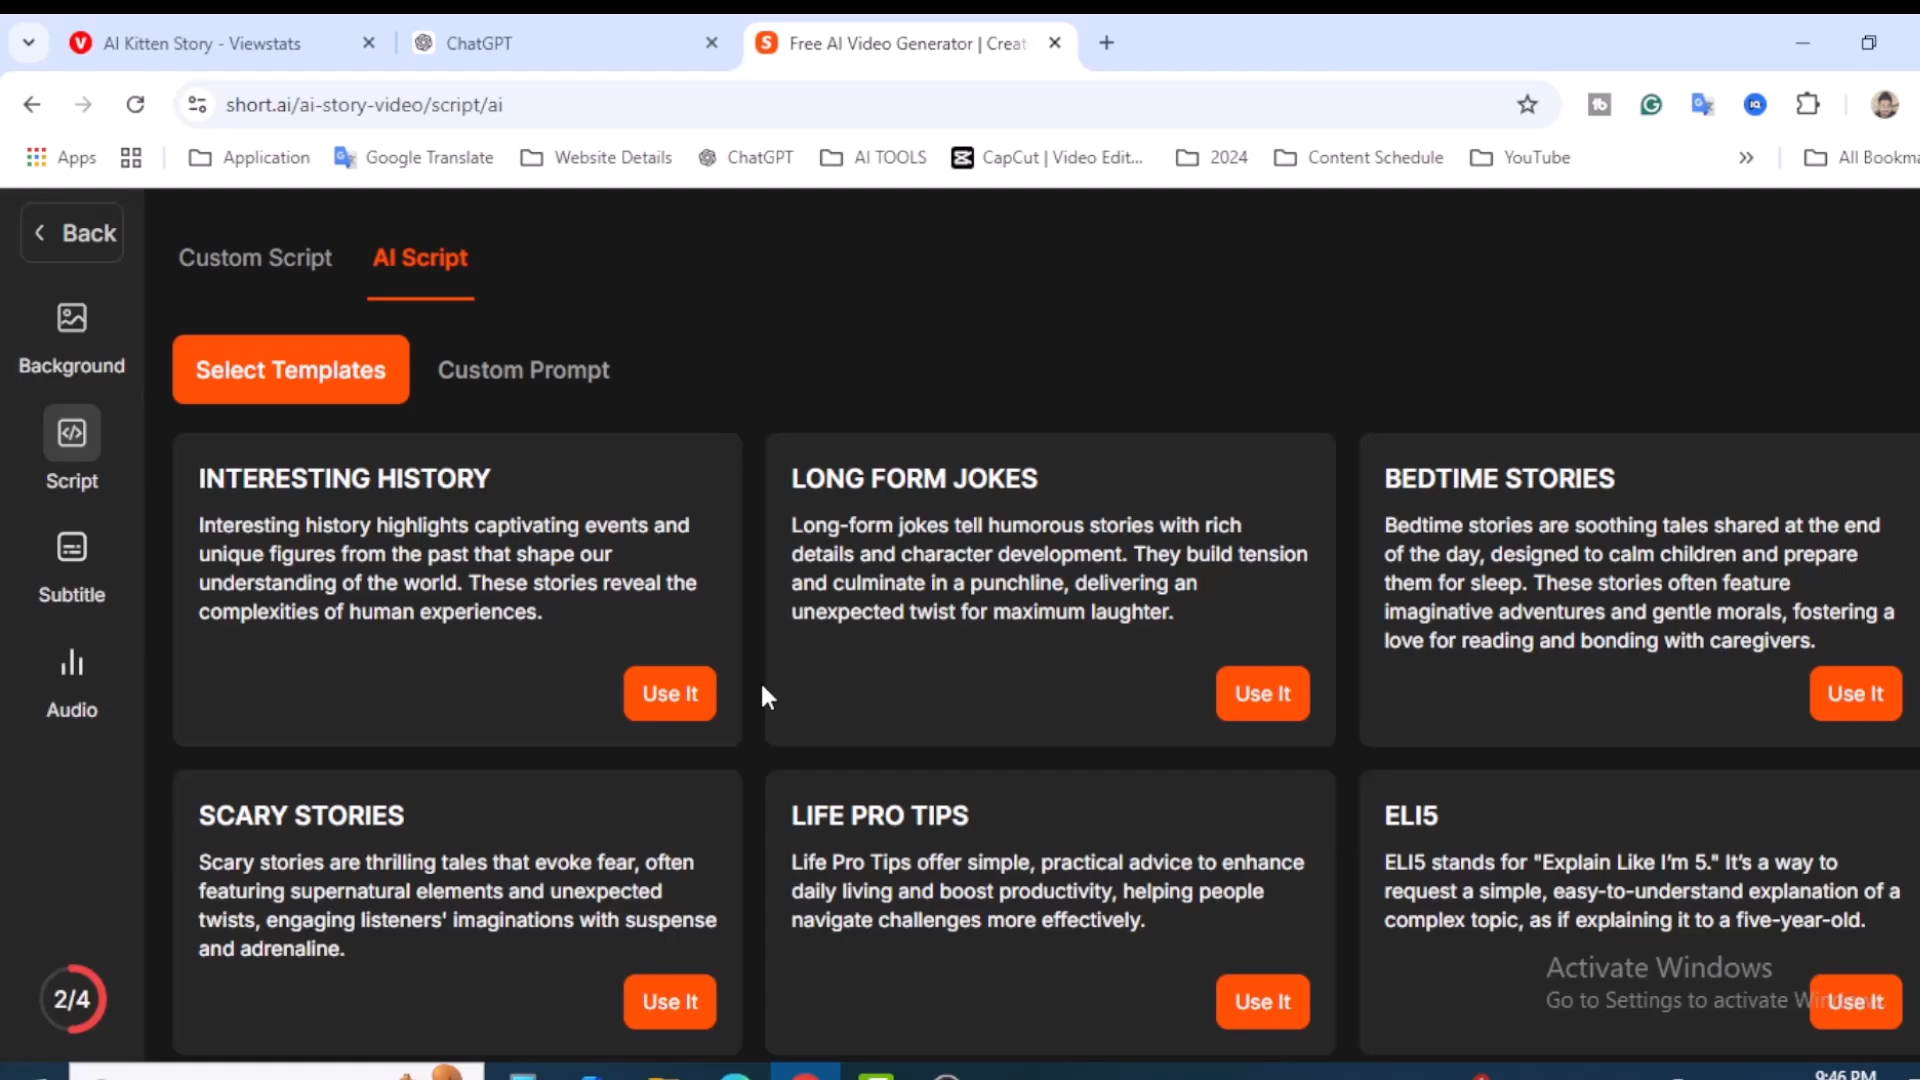 AI Kitten Story - Viewstats
ChatGPT
Free AI Video Generator | Creat
short.ai/ai-story-video/script/ai
Apps
Application
Google Translate
Website Details
ChatGPT
AI TOOLS
CapCut | Video Edit...
2024
Content Schedule
YouTube
All Bookma
Back
Background
Script
Subtitle
Audio
2/4
Custom Script
AI Script
Select Templates
Custom Prompt
INTERESTING HISTORY
Interesting history highlights captivating events and
unique figures from the past that shape our
understanding of the world. These stories reveal the
complexities of human experiences.
Use It
LONG FORM JOKES
Long-form jokes tell humorous stories with rich
details and character development. They build tension
and culminate in a punchline, delivering an
unexpected twist for maximum laughter.
Use It
BEDTIME STORIES
Bedtime stories are soothing tales shared at the end
of the day, designed to calm children and prepare
them for sleep. These stories often feature
imaginative adventures and gentle morals, fostering a
love for reading and bonding with caregivers.
Use It
SCARY STORIES
Scary stories are thrilling tales that evoke fear, often
featuring supernatural elements and unexpected
twists, engaging listeners' imaginations with suspense
and adrenaline.
Use It
LIFE PRO TIPS
Life Pro Tips offer simple, practical advice to enhance
daily living and boost productivity, helping people
navigate challenges more effectively.
Use It
ELI5
ELI5 stands for "Explain Like I'm 5." It's a way to
request a simple, easy-to-understand explanation of a
complex topic, as if explaining it to a five-year-old.
Use It
Activate Windows
Go to Settings to activate
9:46 PM